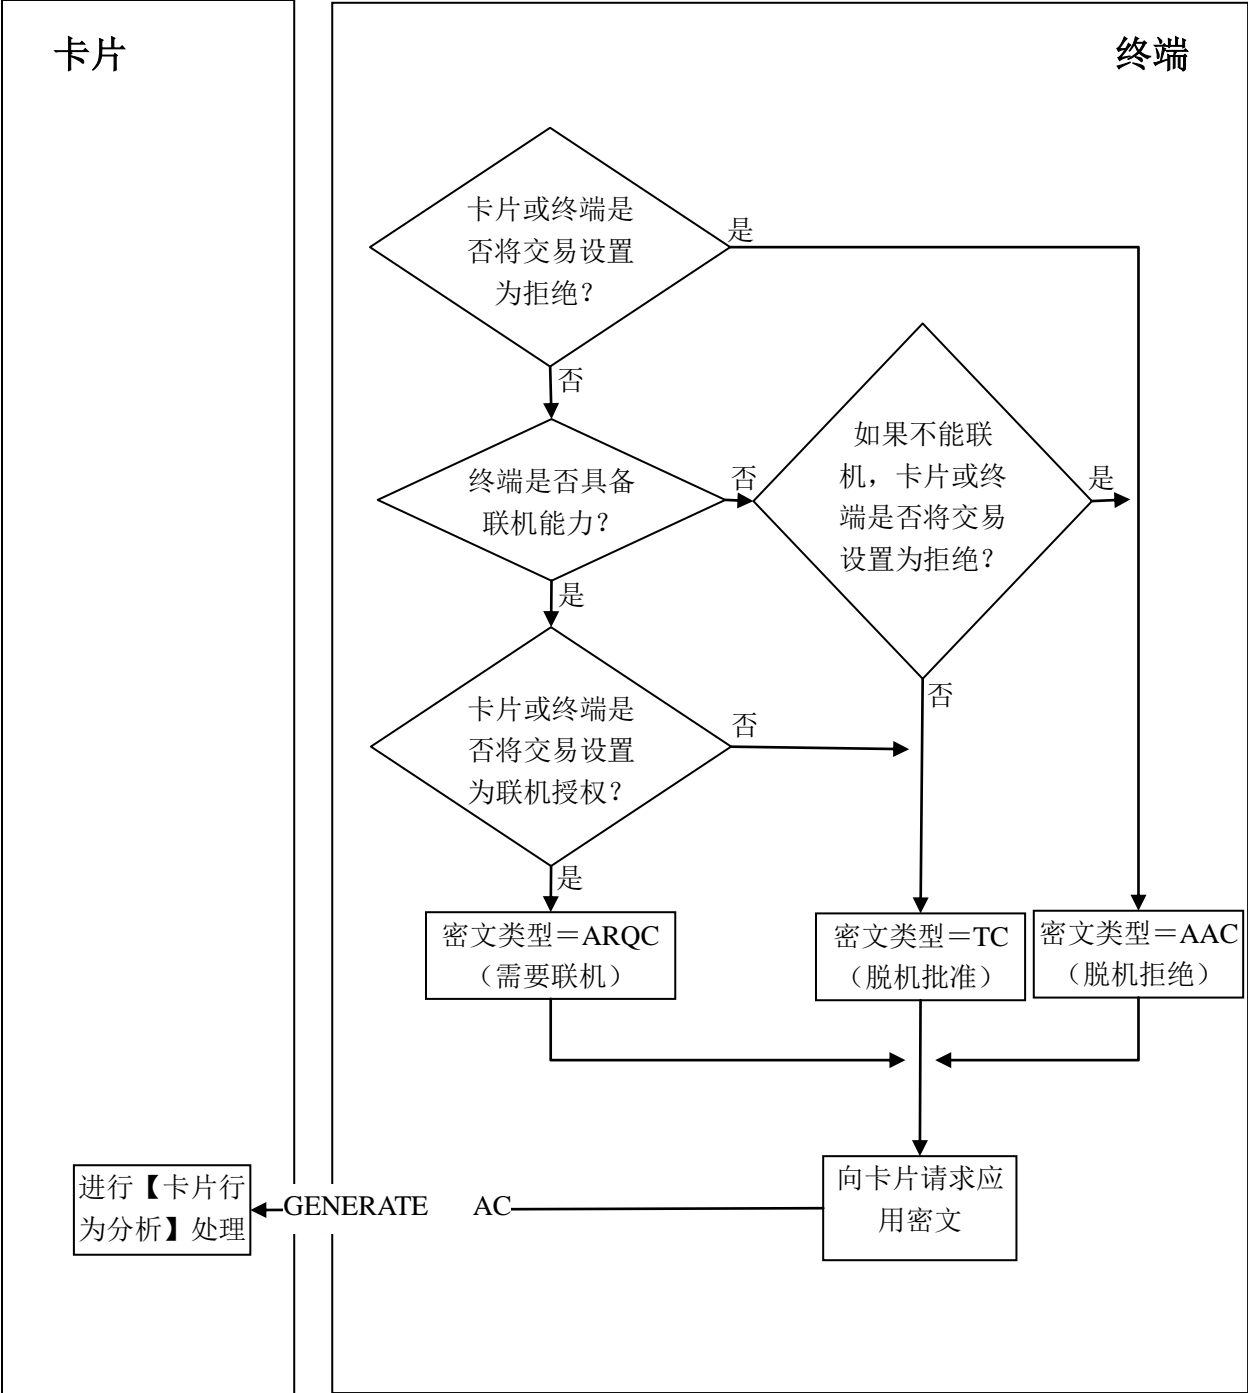 卡片
终端
卡片或终端是
否将交易设置
为拒绝？
是
否
如果不能联
机，卡片或终
端是否将交易
设置为拒绝？
是
终端是否具备
联机能力？
否
是
否
卡片或终端是
否将交易设置
为联机授权？
否
是
密文类型＝ARQC
（需要联机）
密文类型＝TC
（脱机批准）
密文类型＝AAC
（脱机拒绝）
向卡片请求应
用密文
GENERATE AC
进行【卡片行
为分析】处理